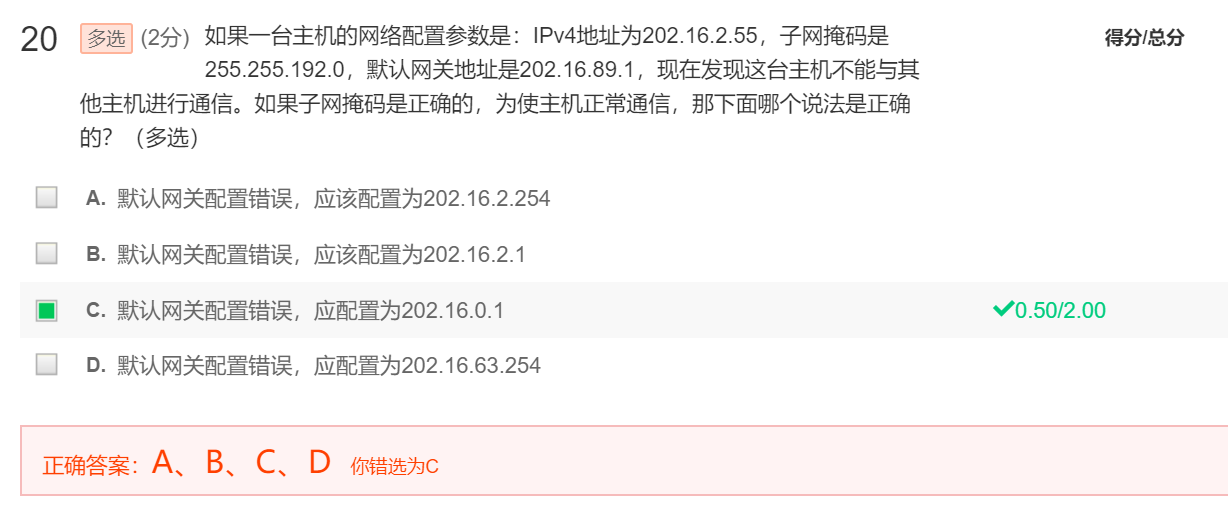 20 多选 (2分) 如果一台主机的网络配置参数是：IPv4地址为202.16.2.55，子网掩码是 得分/总分
255.255.192.0，默认网关地址是202.16.89.1，现在发现这台主机不能与其
他主机进行通信。如果子网掩码是正确的，为使主机正常通信，那下面哪个说法是正确
的？（多选）
A. 默认网关配置错误，应该配置为202.16.2.254
B. 默认网关配置错误，应该配置为202.16.2.1
C. 默认网关配置错误，应配置为202.16.0.1 0.50/2.00
D. 默认网关配置错误，应配置为202.16.63.254
正确答案：A、B、C、D 你错选为C